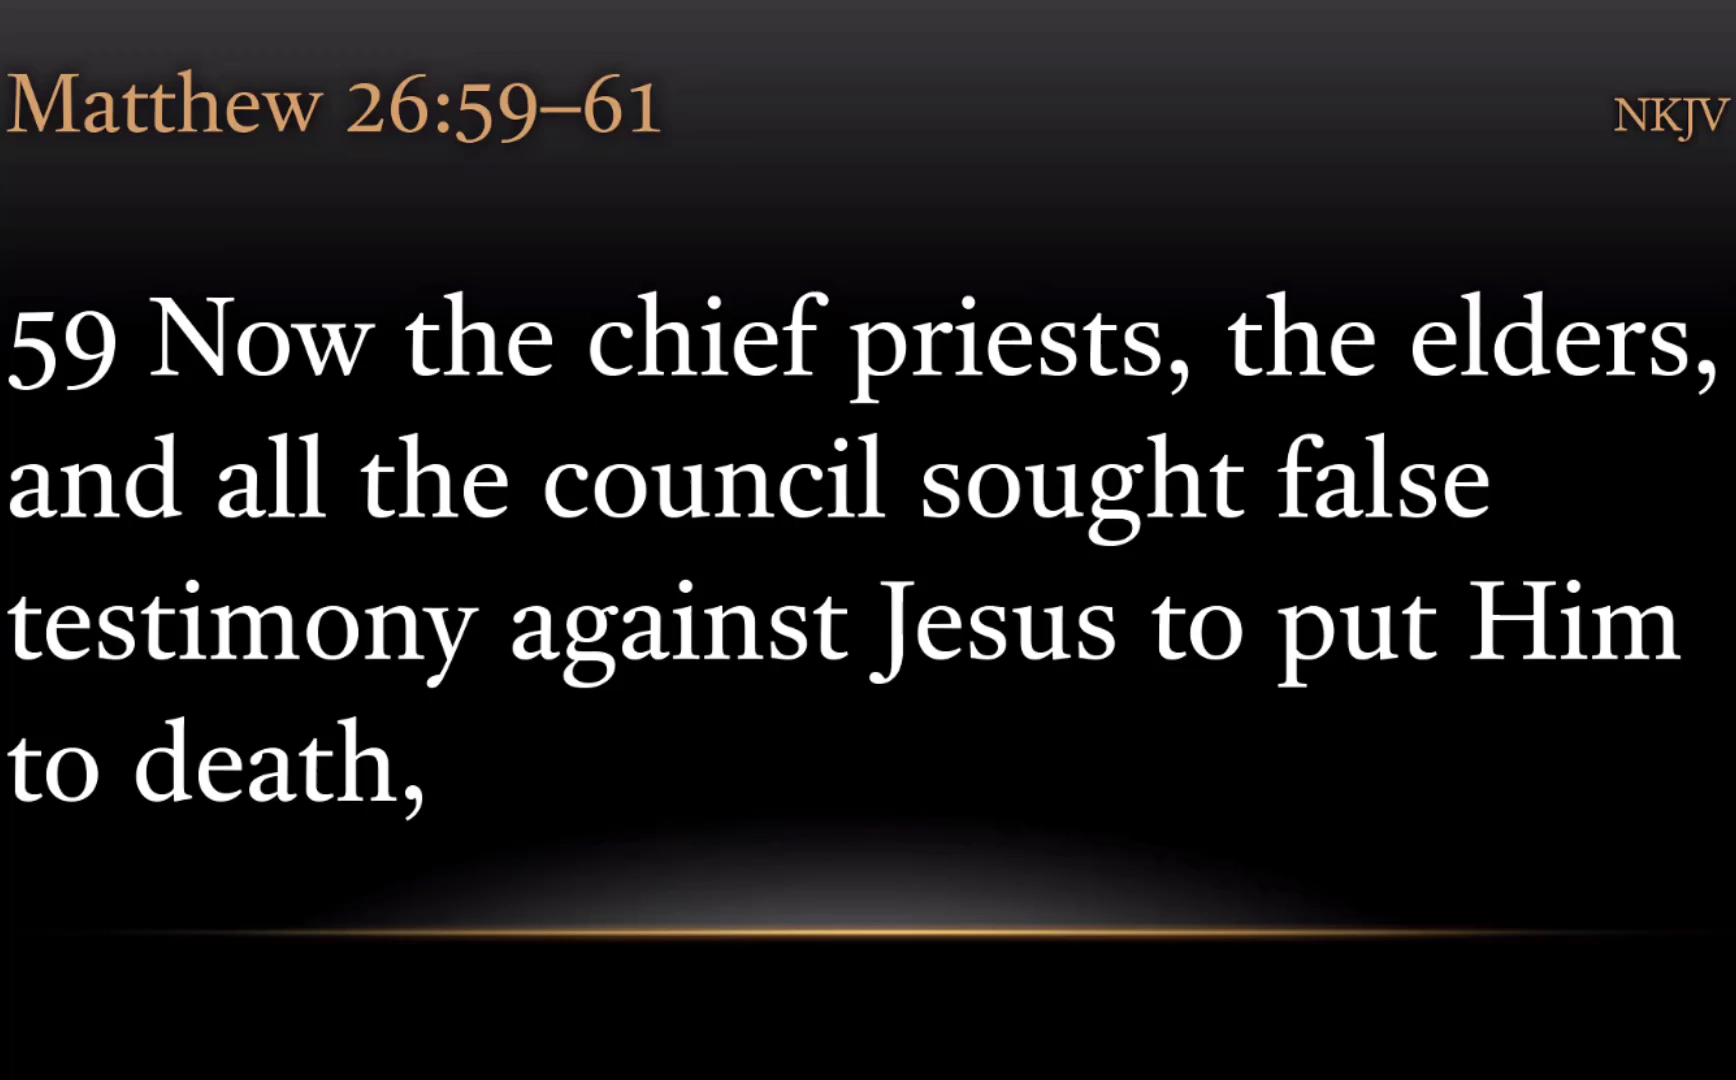 Matthew 26:59–61
NKJV
59 Now the chief priests, the elders,
and all the council sought false
testimony against Jesus to put Him
to death,